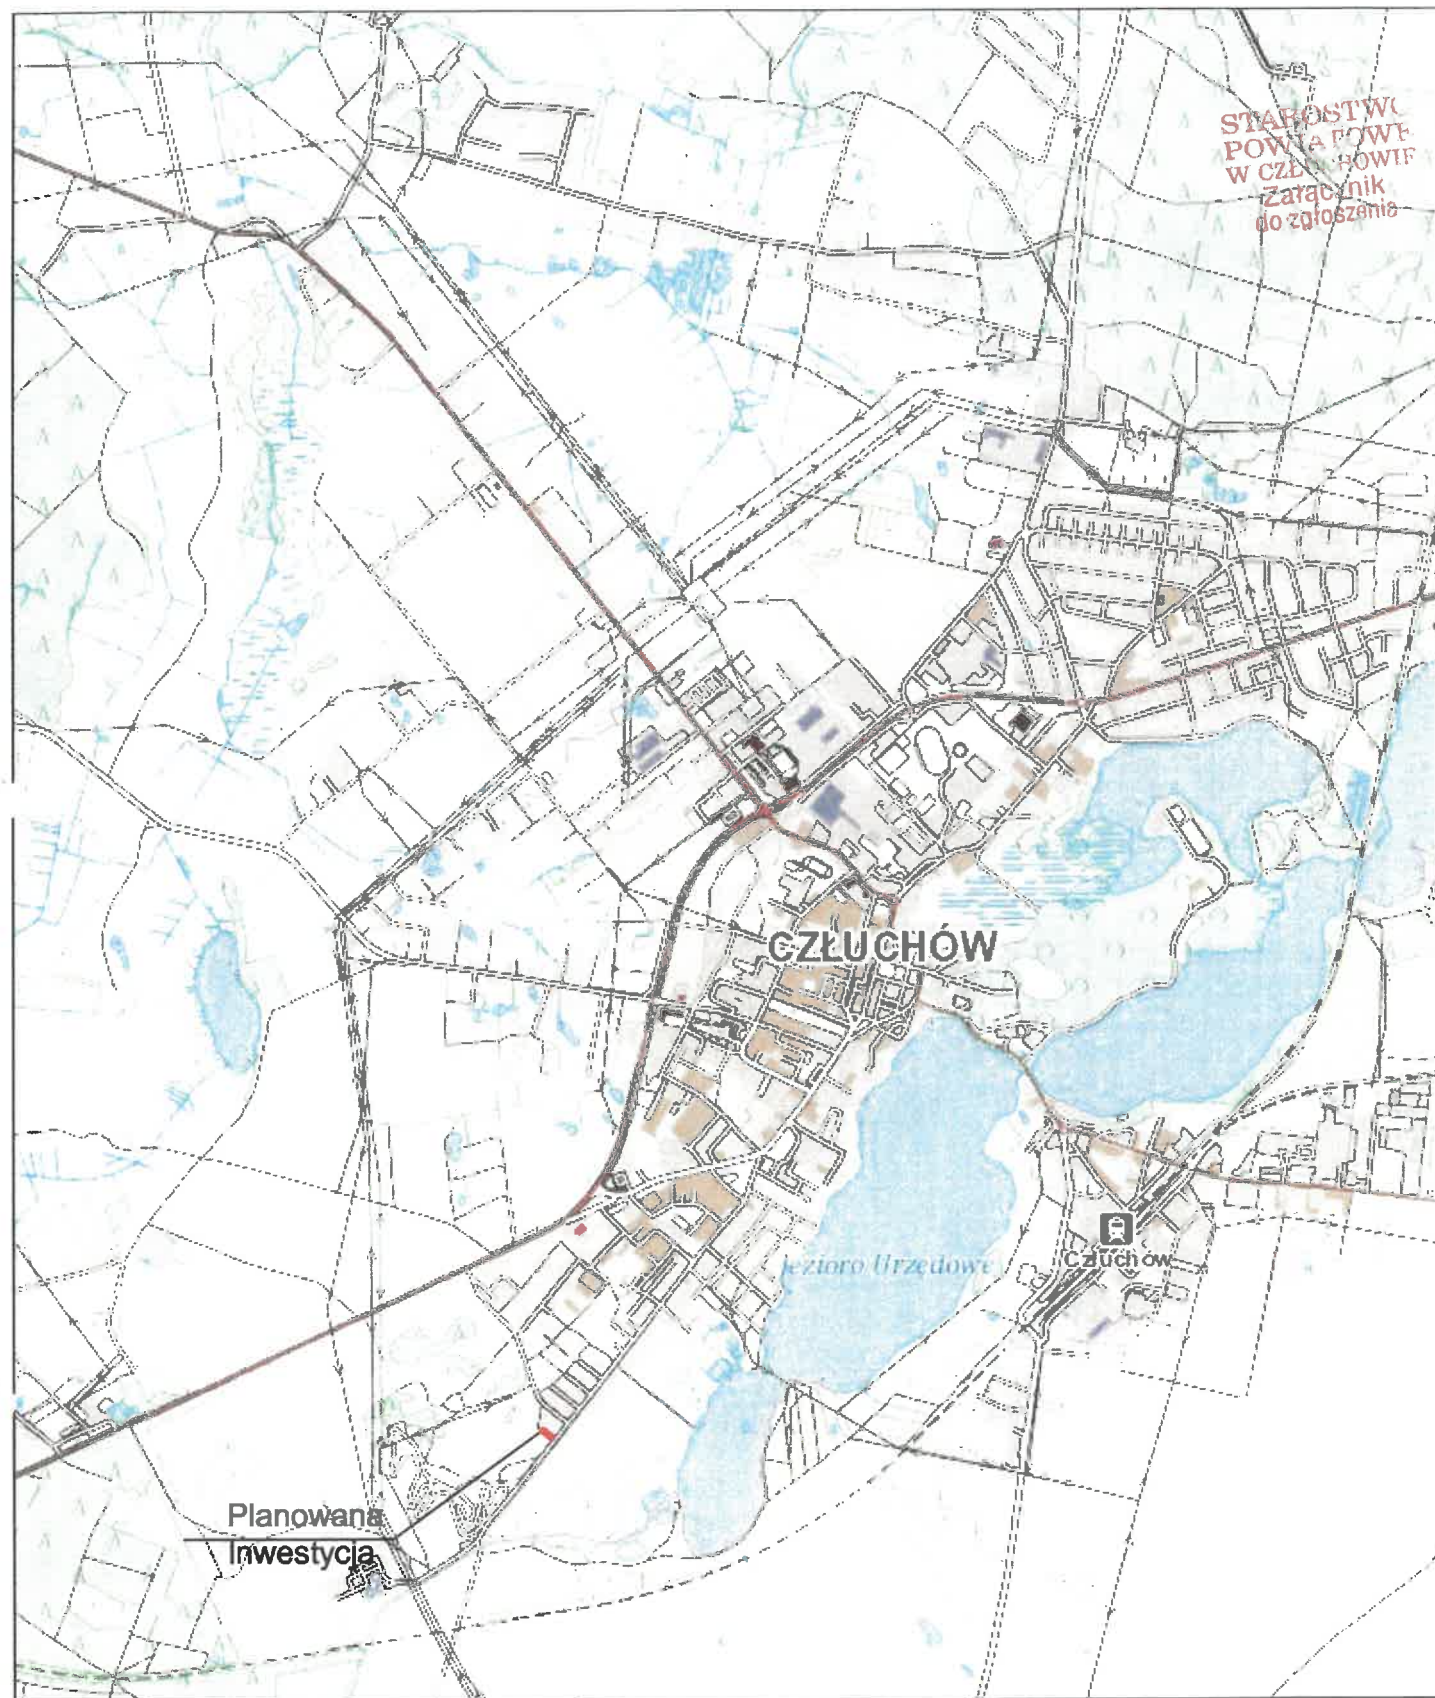 STAROSTWO
POWIATOWE
W CZŁUCHOWIE
Załącznik
do zgłoszenia
CZŁUCHÓW
Człuchów
Jezioro Urzędowe
Planowana
Inwestycja